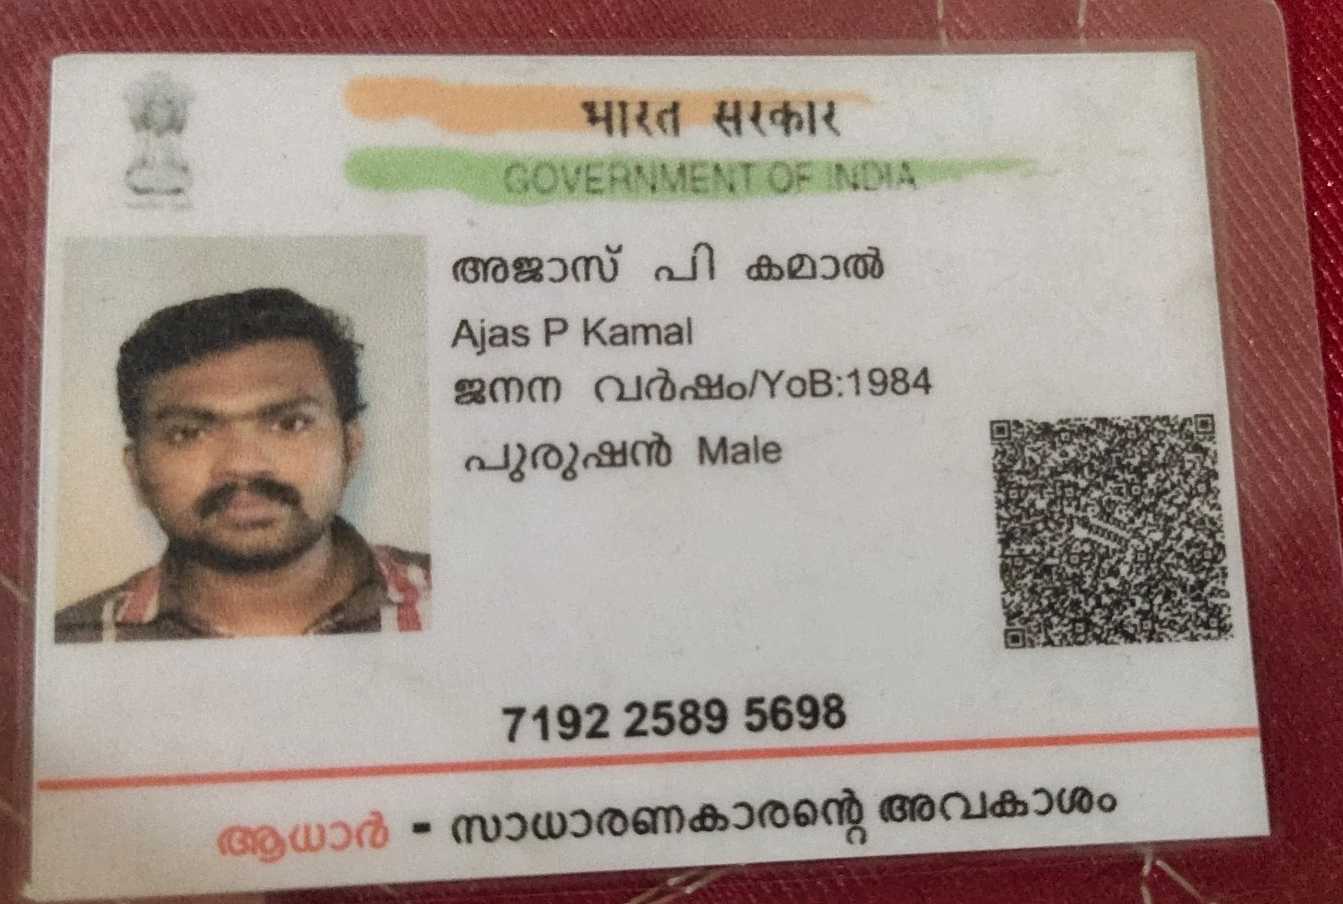 भारत सरकार
GOVERNMENT OF INDIA
അജാസ് പി കമാൽ
Ajas P Kamal
ജനന വർഷം/YoB:1984
പുരുഷൻ Male
7192 2589 5698
ആധാർ - സാധാരണകാരന്റെ അവകാശം